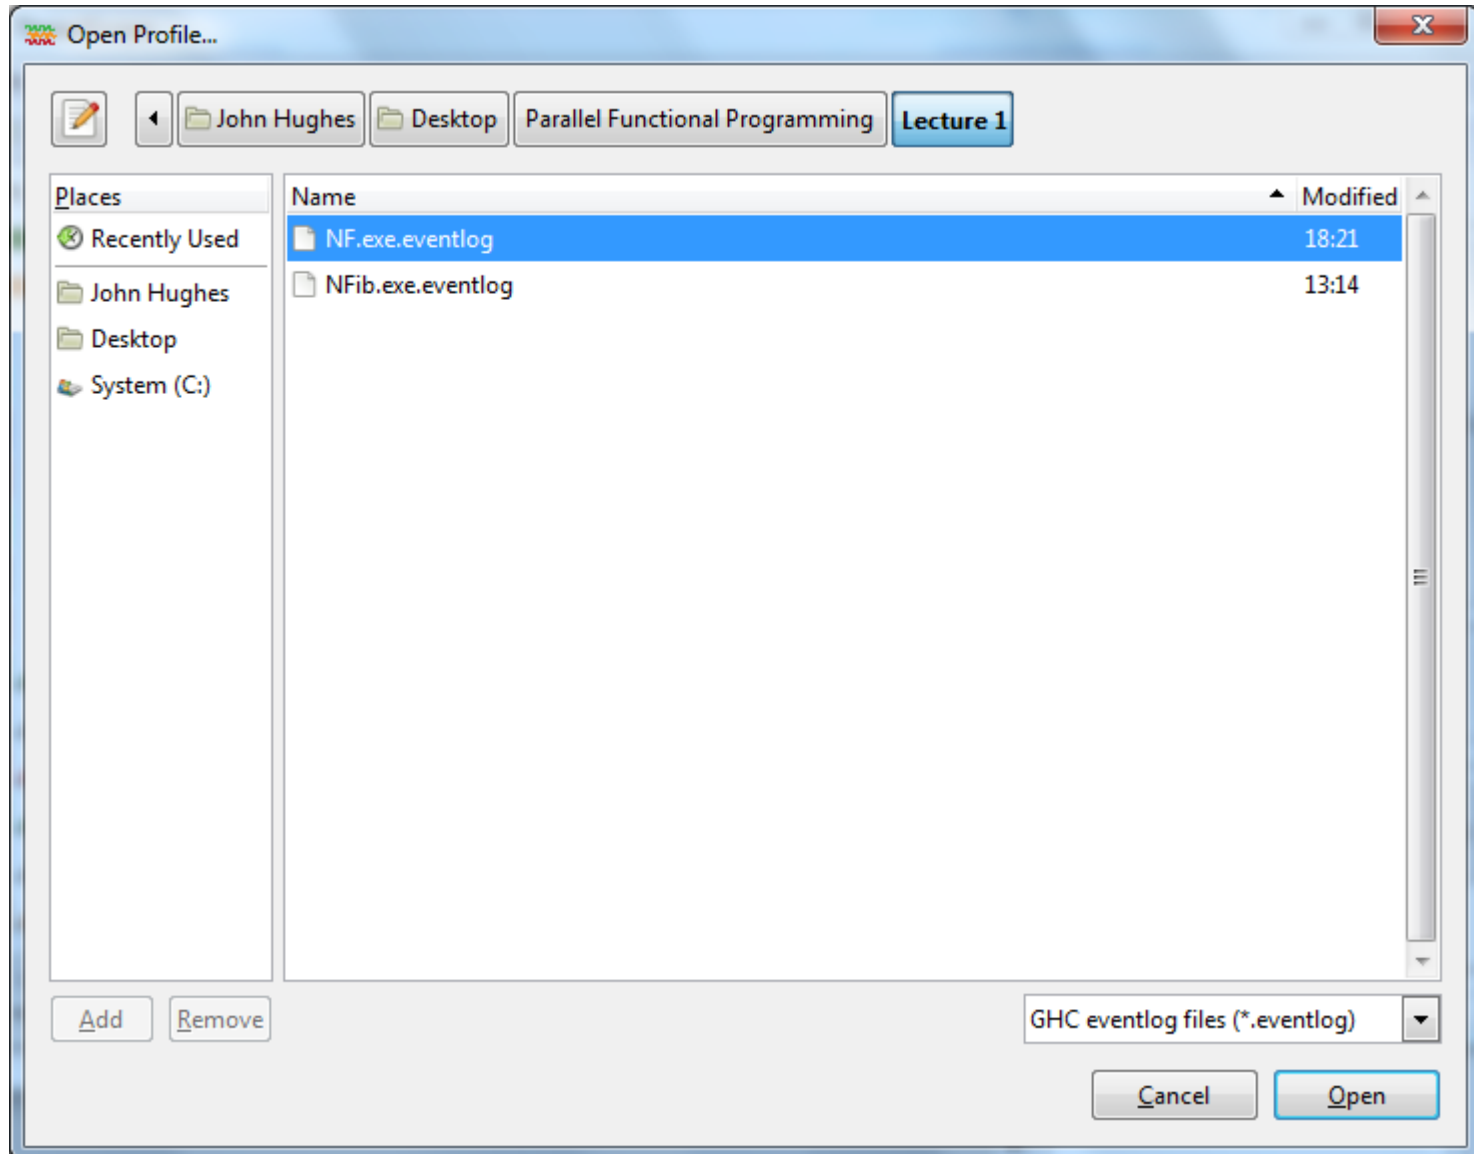 Open Profile...
John Hughes Desktop Parallel Functional Programming Lecture 1
Places
Recently Used
John Hughes
Desktop
System (C:)
Name Modified
NF.exe.eventlog 18:21
NFib.exe.eventlog 13:14
Add Remove
GHC eventlog files (*.eventlog)
Cancel Open